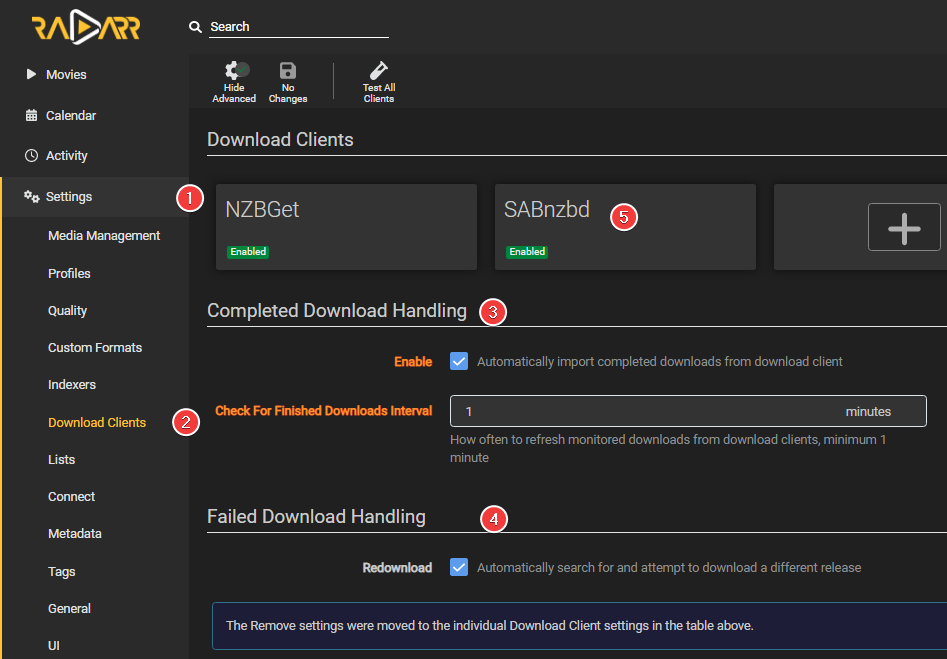 RADARR
Search
Movies
Calendar
Activity
Settings
1
Media Management
Profiles
Quality
Custom Formats
Indexers
Download Clients
2
Lists
Connect
Metadata
Tags
General
UI
Hide
Advanced
No
Changes
Test All
Clients
Download Clients
NZBGet
Enabled
SABnzbd
5
Enabled
Completed Download Handling
3
Enable
Automatically import completed downloads from download client
Check For Finished Downloads Interval
1
minutes
How often to refresh monitored downloads from download clients, minimum 1
minute
Failed Download Handling
4
Redownload
Automatically search for and attempt to download a different release
The Remove settings were moved to the individual Download Client settings in the table above.